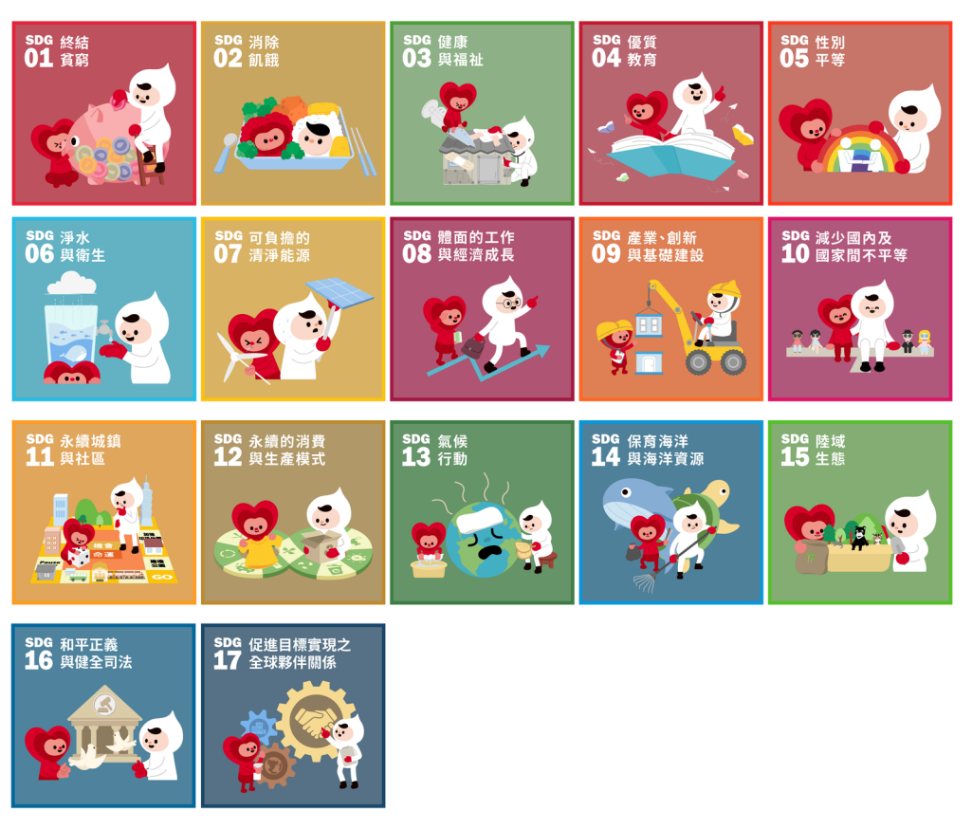 SDG 終結
01 貧窮
SDG 消除
02 飢餓
SDG 健康
03 與福祉
SDG 優質
04 教育
SDG 性別
05 平等
SDG 淨水
06 與衛生
SDG 可負擔的
07 清淨能源
SDG 體面的工作
08 與經濟成長
SDG 產業、創新
09 與基礎建設
SDG 減少國內及
10 國家間不平等
SDG 永續城鎮
11 與社區
機會
命運
GO
SDG 永續的消費
12 與生產模式
SDG 氣候
13 行動
SDG 保育海洋
14 與海洋資源
SDG 陸域
15 生態
SDG 和平正義
16 與健全司法
SDG 促進目標實現之
17 全球夥伴關係